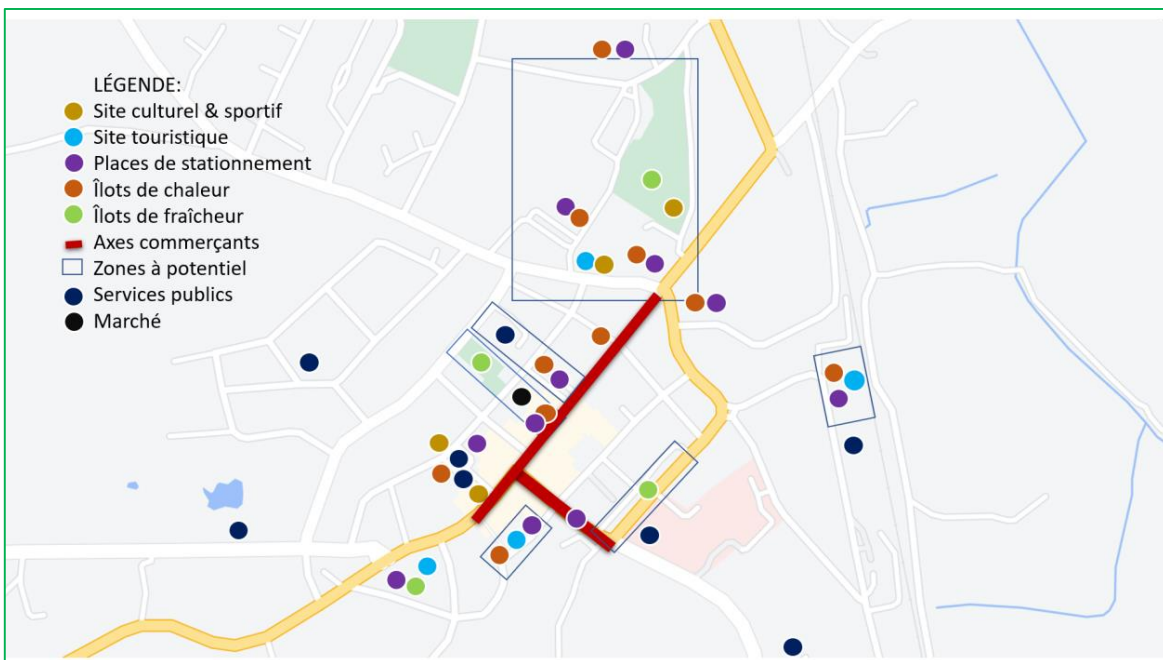 LÉGENDE:
Site culturel & sportif
Site touristique
Places de stationnement
Îlots de chaleur
Îlots de fraîcheur
Axes commerçants
Zones à potentiel
Services publics
Marché